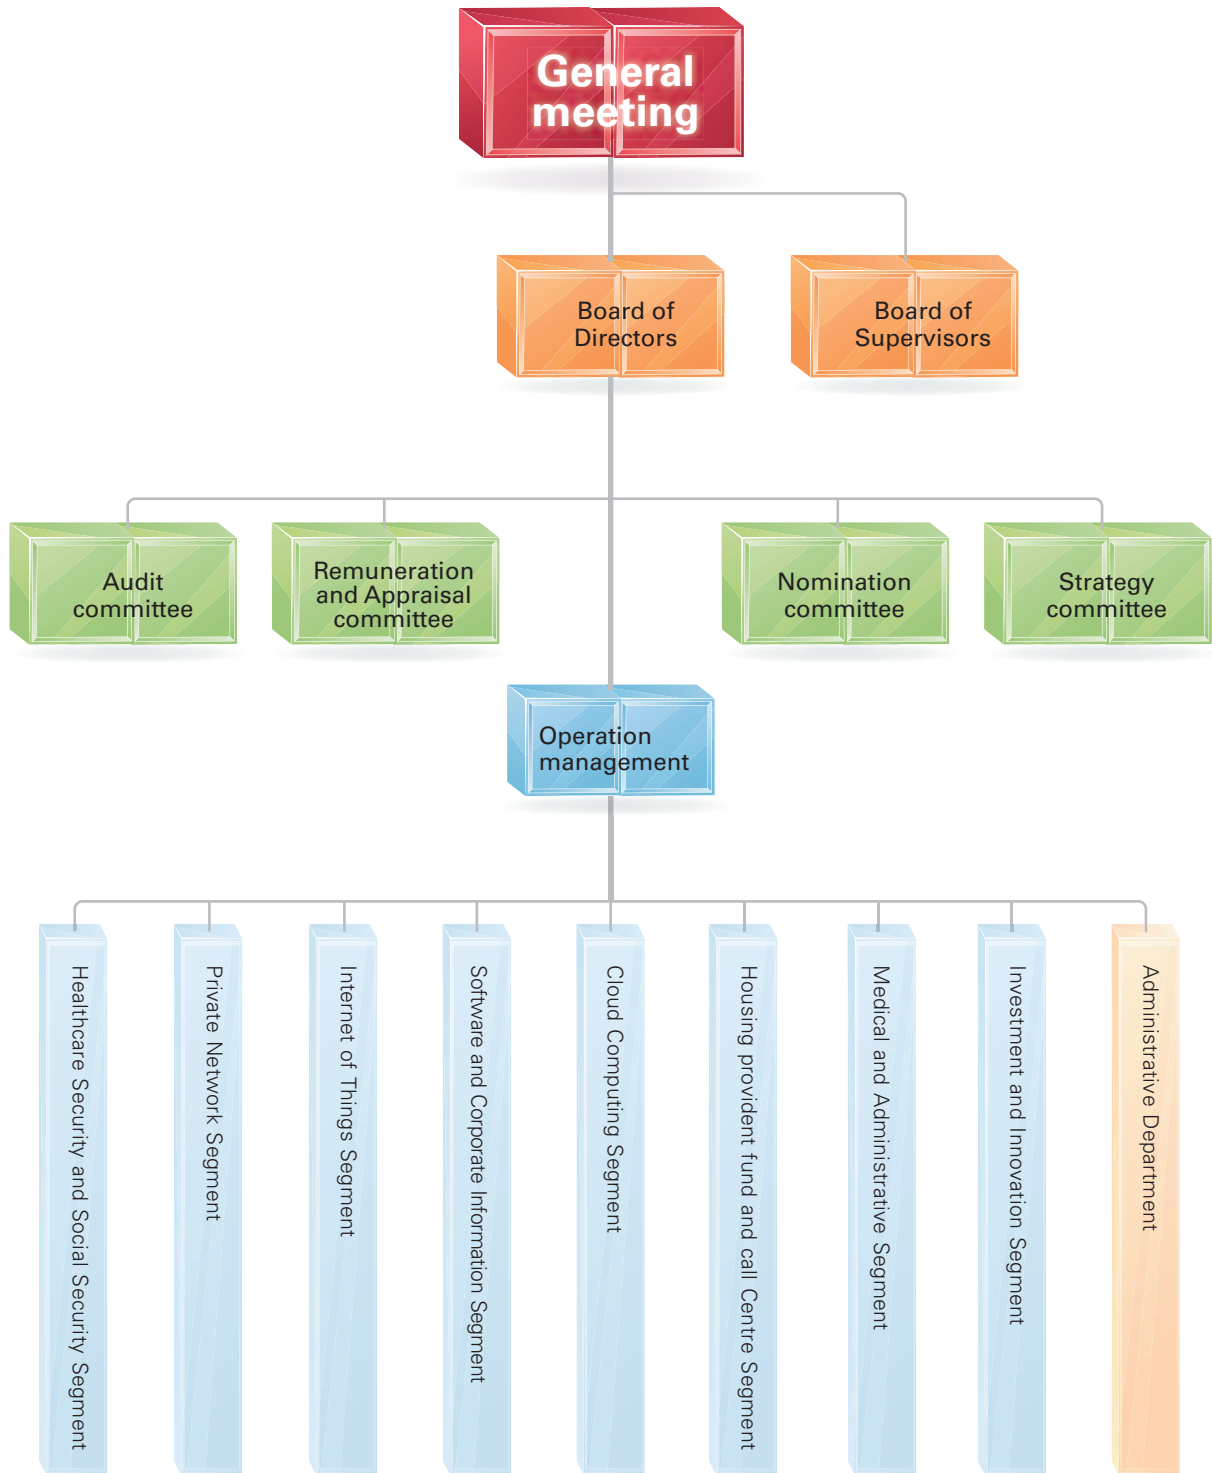 General
meeting
Board of
Directors
Board of
Supervisors
Audit
committee
Remuneration
and Appraisal
committee
Nomination
committee
Strategy
committee
Operation
management
Healthcare Security and Social Security Segment
Private Network Segment
Internet of Things Segment
Software and Corporate Information Segment
Cloud Computing Segment
Housing provident fund and call Centre Segment
Medical and Administrative Segment
Investment and Innovation Segment
Administrative Department